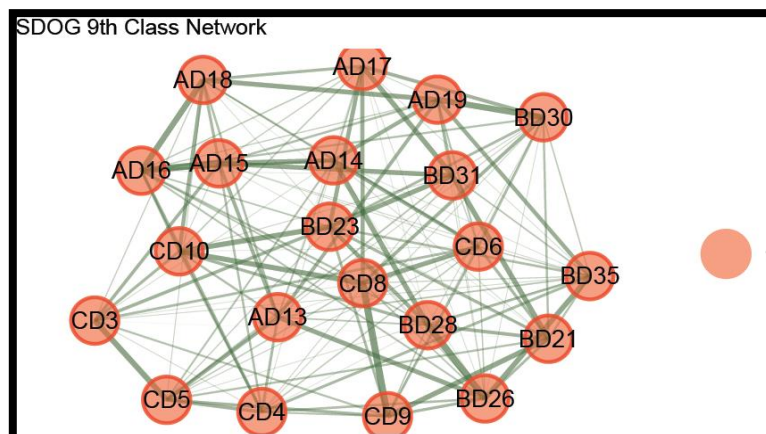 SDOG 9th Class Network
AD17
AD18
AD19
BD30
AD14
AD15
AD16
BD31
BD23
CD6
CD10
BD35
CD8
CD3
AD13
BD28
BD21
CD5
BD26
CD4
CD9